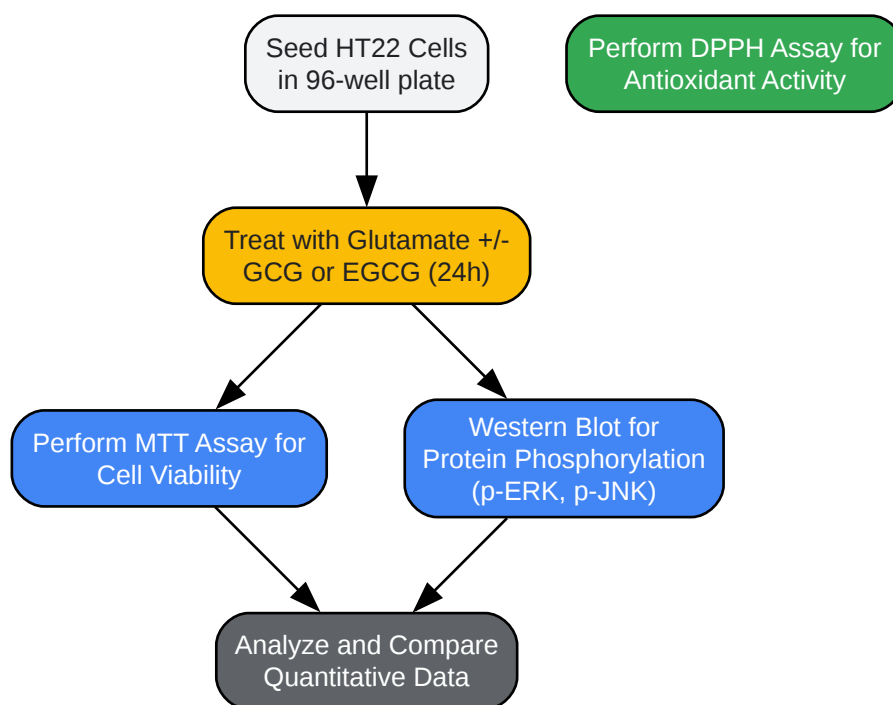 Seed HT22 Cells
in 96-well plate
Perform DPPH Assay for
Antioxidant Activity
Treat with Glutamate +/-
GCG or EGCG (24h)
Perform MTT Assay for
Cell Viability
Western Blot for
Protein Phosphorylation
(p-ERK, p-JNK)
Analyze and Compare
Quantitative Data